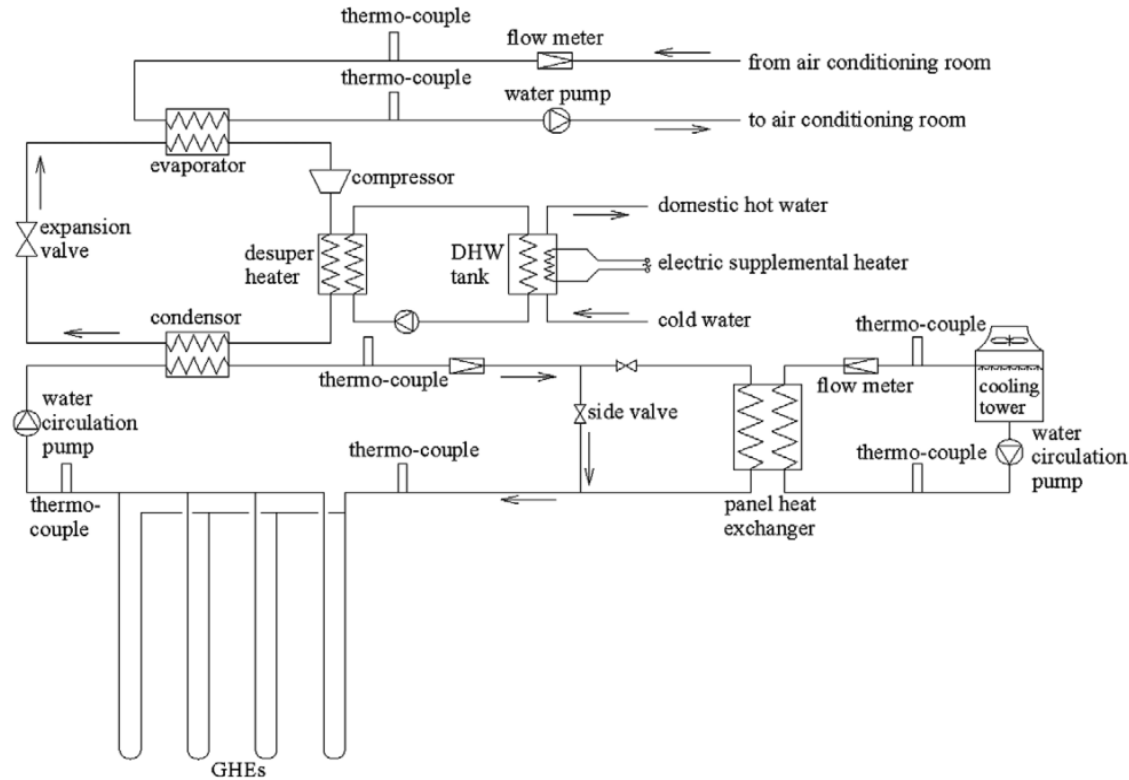 thermo-couple
flow meter
from air conditioning room
thermo-couple
water pump
to air conditioning room
evaporator
compressor
domestic hot water
expansion
valve
desuper
heater
DHW
tank
electric supplemental heater
condensor
cold water
thermo-couple
thermo-couple
flow meter
cooling
tower
water
circulation
pump
side valve
thermo-couple
thermo-couple
water
circulation
pump
thermo-
couple
panel heat
exchanger
GHEs